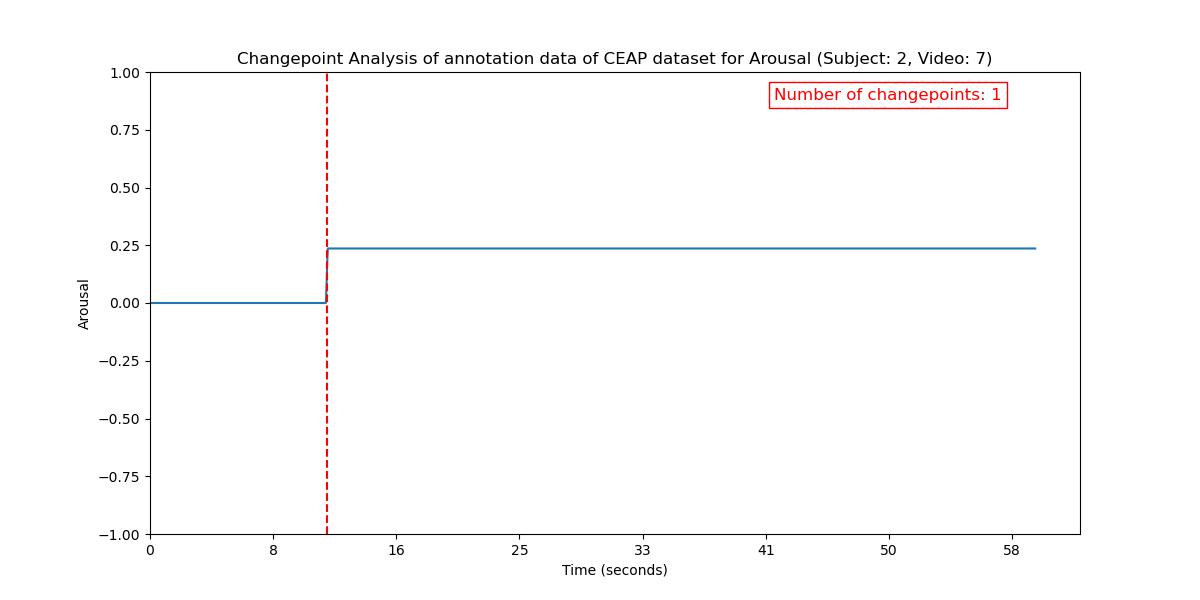 Changepoint Analysis of annotation data of CEAP dataset for Arousal (Subject: 2, Video: 7)
Number of changepoints: 1
1.00
0.75
0.50
0.25
0.00
−0.25
−0.50
−0.75
−1.00
Arousal
0 8 16 25 33 41 50 58
Time (seconds)